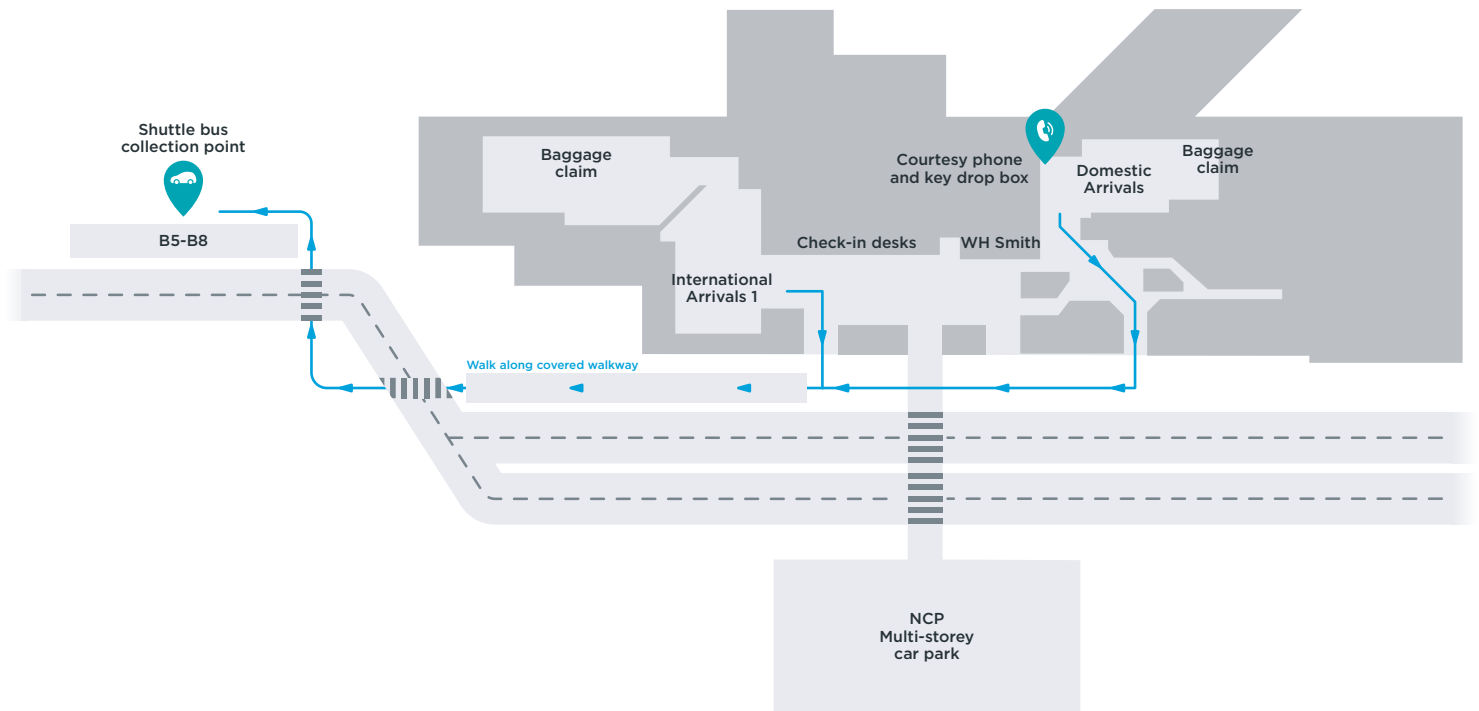 Shuttle bus
collection point
B5-B8
Baggage
claim
Courtesy phone
and key drop box
Domestic
Arrivals
Baggage
claim
Check-in desks
WH Smith
International
Arrivals 1
Walk along covered walkway
NCP
Multi-storey
car park